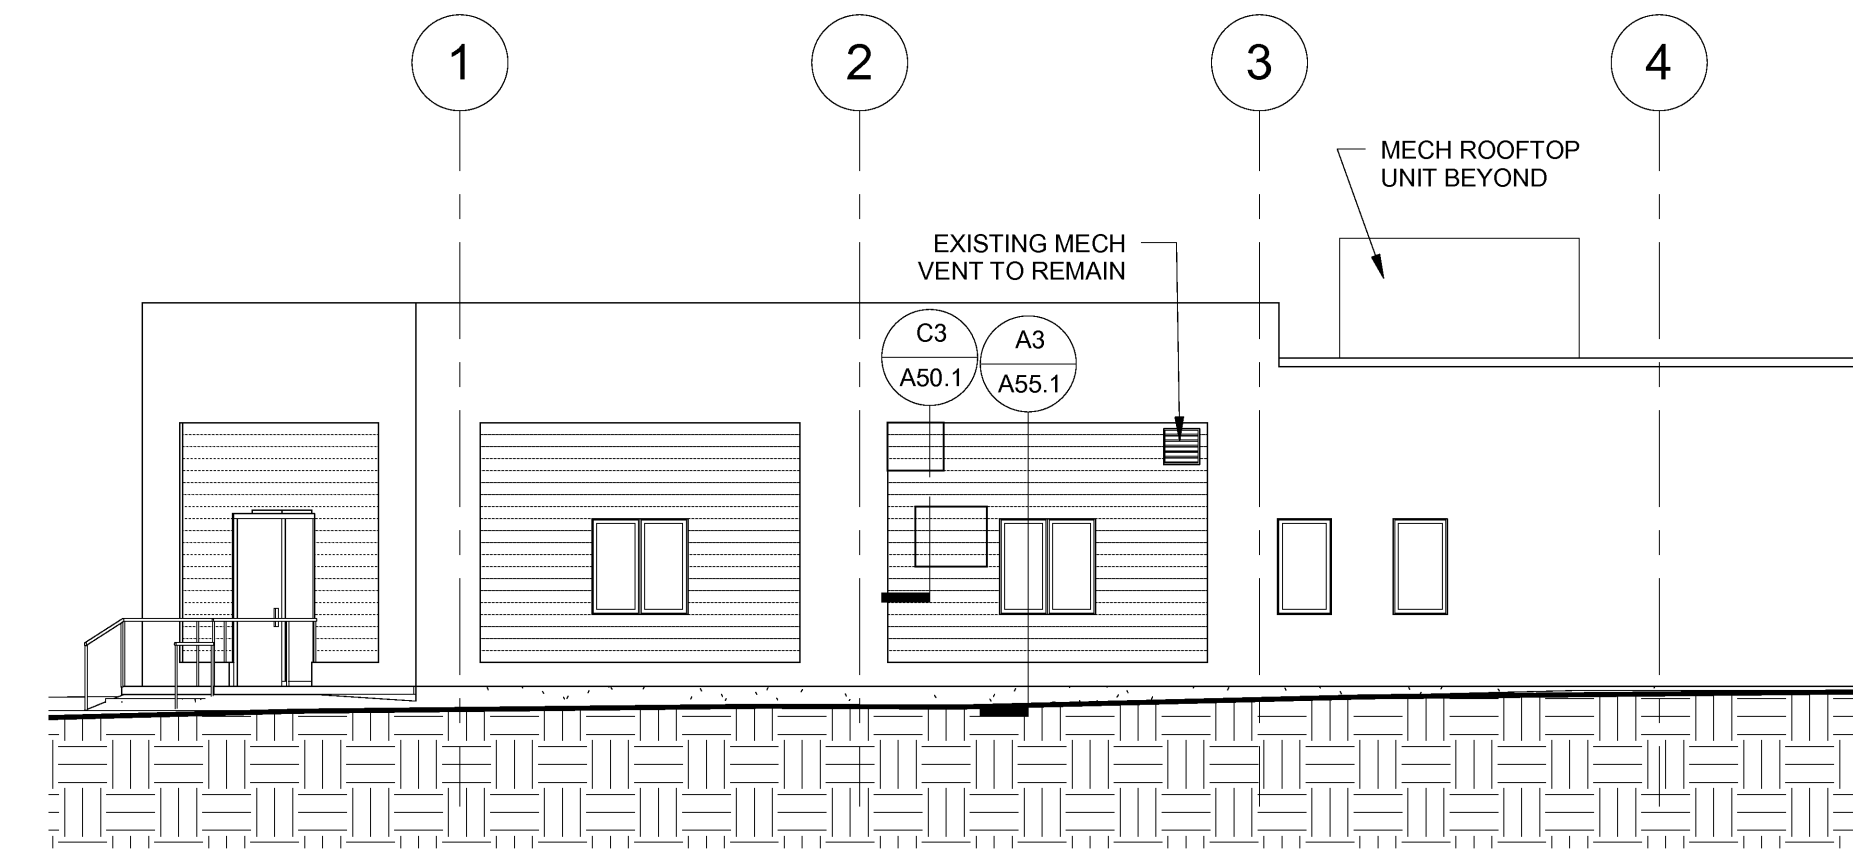 1
2
3
4
MECH ROOFTOP
UNIT BEYOND
EXISTING MECH
VENT TO REMAIN
C3
A50.1
A3
A55.1